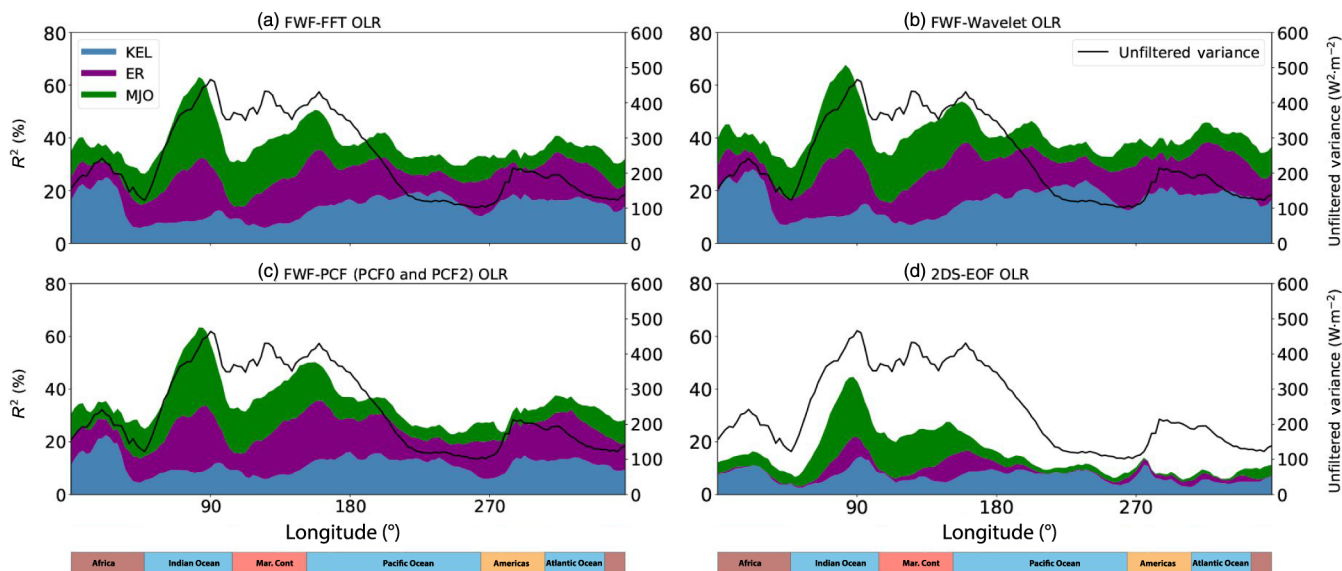 (a) FWF-FFT OLR
80
60
40
20
0
R² (%)
600
500
400
300
200
100
0
KEL
ER
MJO
(b) FWF-Wavelet OLR
80
60
40
20
0
600
500
400
300
200
100
0
Unfiltered variance (W²·m⁻²)
Unfiltered variance
(c) FWF-PCF (PCF0 and PCF2) OLR
80
60
40
20
0
R² (%)
600
500
400
300
200
100
0
90 180 270
Longitude (°)
(d) 2DS-EOF OLR
80
60
40
20
0
600
500
400
300
200
100
0
Unfiltered variance (W·m⁻²)
90 180 270
Longitude (°)
Africa Indian Ocean Mar. Cont Pacific Ocean Americas Atlantic Ocean
Africa Indian Ocean Mar. Cont Pacific Ocean Americas Atlantic Ocean